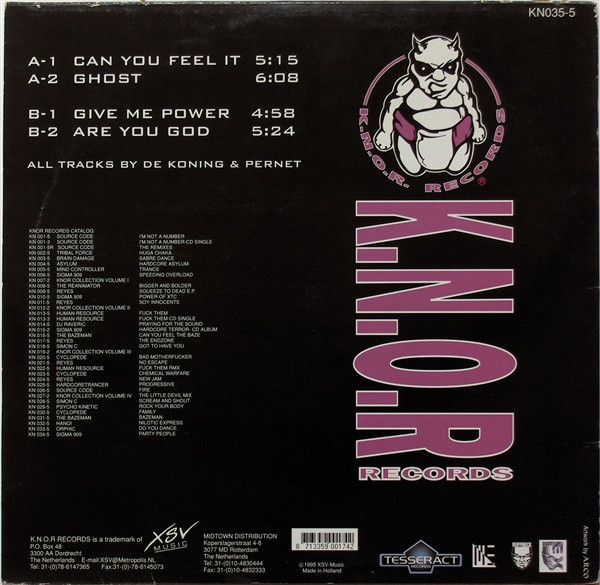 KN035-5
A-1 CAN YOU FEEL IT 5:15
A-2 GHOST 6:08
B-1 GIVE ME POWER 4:58
B-2 ARE YOU GOD 5:24
ALL TRACKS BY DE KONING & PERNET
K.N.O.R. RECORDS
®
K.N.O.R
RECORDS
KNOR RECORDS CATALOG:
KN 001-5 SOURCE CODE I'M NOT A NUMBER
KN 001-3 SOURCE CODE I'M NOT A NUMBER-CD SINGLE
KN 001-5R SOURCE CODE THE REMIXES
KN 002-5 TRIBAL FORCE HUGA CHAKA
KN 003-5 BRAIN DAMAGE SABRE DANCE
KN 004-5 ASYLUM HARDCORE ASYLUM
KN 005-5 MIND CONTROLLER TRANCE
KN 006-5 SIGMA 909 SPEEDING OVERLOAD
KN 007-2 KNOR COLLECTION VOLUME I
KN 008-5 THE REANIMATOR BIGGER AND BOLDER
KN 009-5 REYES SQUEEZE TO DEAD E.P.
KN 010-5 SIGMA 909 POWER OF XTC
KN 011-5 REYES SOY INNOCENTE
KN 012-2 KNOR COLLECTION VOLUME II
KN 013-5 HUMAN RESOURCE FUCK THEM
KN 013-3 HUMAN RESOURCE FUCK THEM-CD SINGLE
KN 014-5 DJ RAVERIC PRAYING FOR THE SOUND
KN 015-2 SIGMA 909 HARDCORE TERROR- CD ALBUM
KN 016-5 THE BAZEMAN CAN YOU FEEL THE BAZE
KN 017-5 REYES THE ENDZONE
KN 018-5 SIMON C GOT TO HAVE YOU
KN 019-2 KNOR COLLECTION VOLUME III
KN 020-5 CYCLOPEDE BAD MOTHERFUCKER
KN 021-5 REYES NO ESCAPE
KN 022-5 HUMAN RESOURCE FUCK THEM RMX
KN 023-5 CYCLOPEDE CHEMICAL WARFARE
KN 024-5 REYES NEW JAM
KN 025-5 HARDCORETRANCER PROGRESSIVE
KN 026-5 SOURCE CODE FIRE
KN 027-2 KNOR COLLECTION VOLUME IV THE LITTLE DEVIL MIX
KN 028-5 SIMON C SCREAM AND SHOUT
KN 029-5 PSYCHO KINETIC ROCK YOUR BODY
KN 030-5 CYCLOPEDE FAMILY
KN 031-5 THE BAZEMAN BAZEMAN
KN 032-5 HANOI NILOTIC EXPRESS
KN 033-5 ORPHIC DO YOU DANCE
KN 034-5 SIGMA 909 PARTY PEOPLE
K.N.O.R RECORDS is a trademark of
P.O. Box 48
3300 AA Dordrecht
The Netherlands E-mail:XSV@Metropolis.NL
Tel: 31-(0)78-6147365 Fax: 31-(0)78-6145073
XSV
MUSIC
MIDTOWN DISTRIBUTION
Koperslagerstraat 4-6
3077 MD Rotterdam
The Netherlands
Tel: 31-(0)10-4830444
Fax: 31-(0)10-4832333
8 713359 001742
©1995 XSV-Music
Made in Holland
TESSERACT
Artwork by ARCO